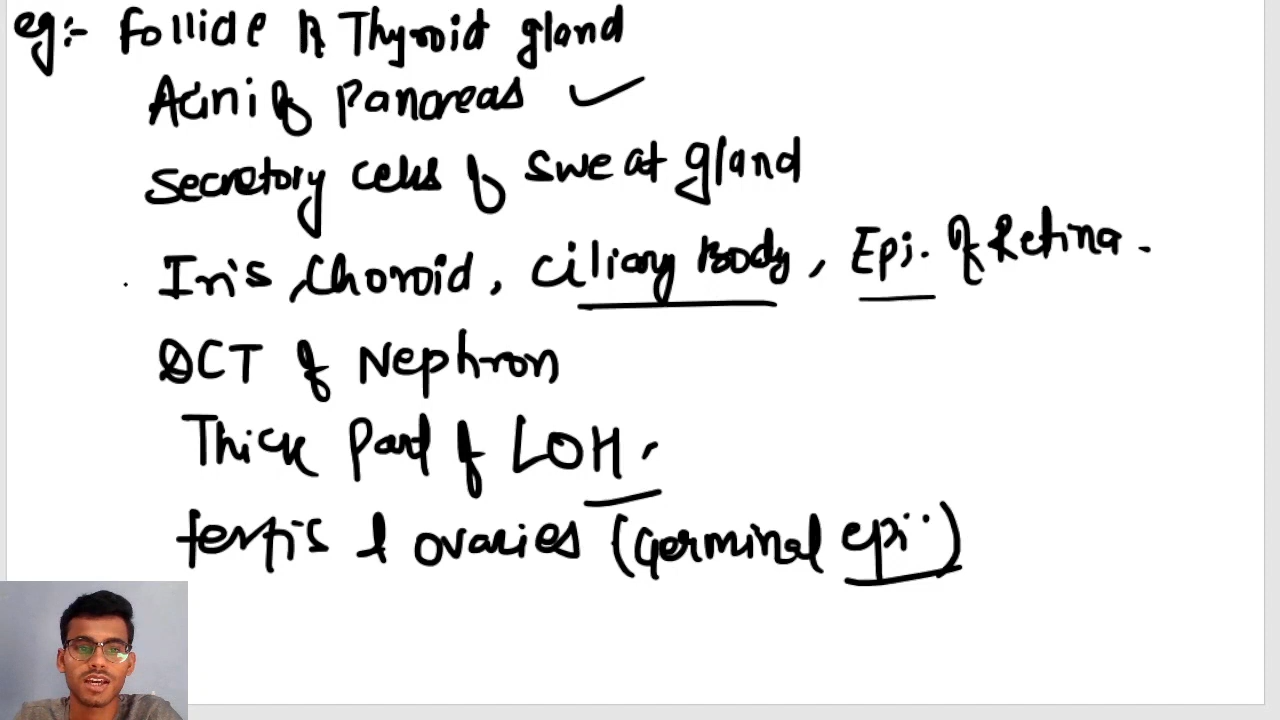 eg:- Follicle of Thyroid gland
Acini of Pancreas ✓
Secretory cells of sweat gland
Iris, Choroid, Ciliary Body, Epi. of Retina.
DCT of Nephron
Thick Part of LOH.
testis & ovaries (Germinal epi..)